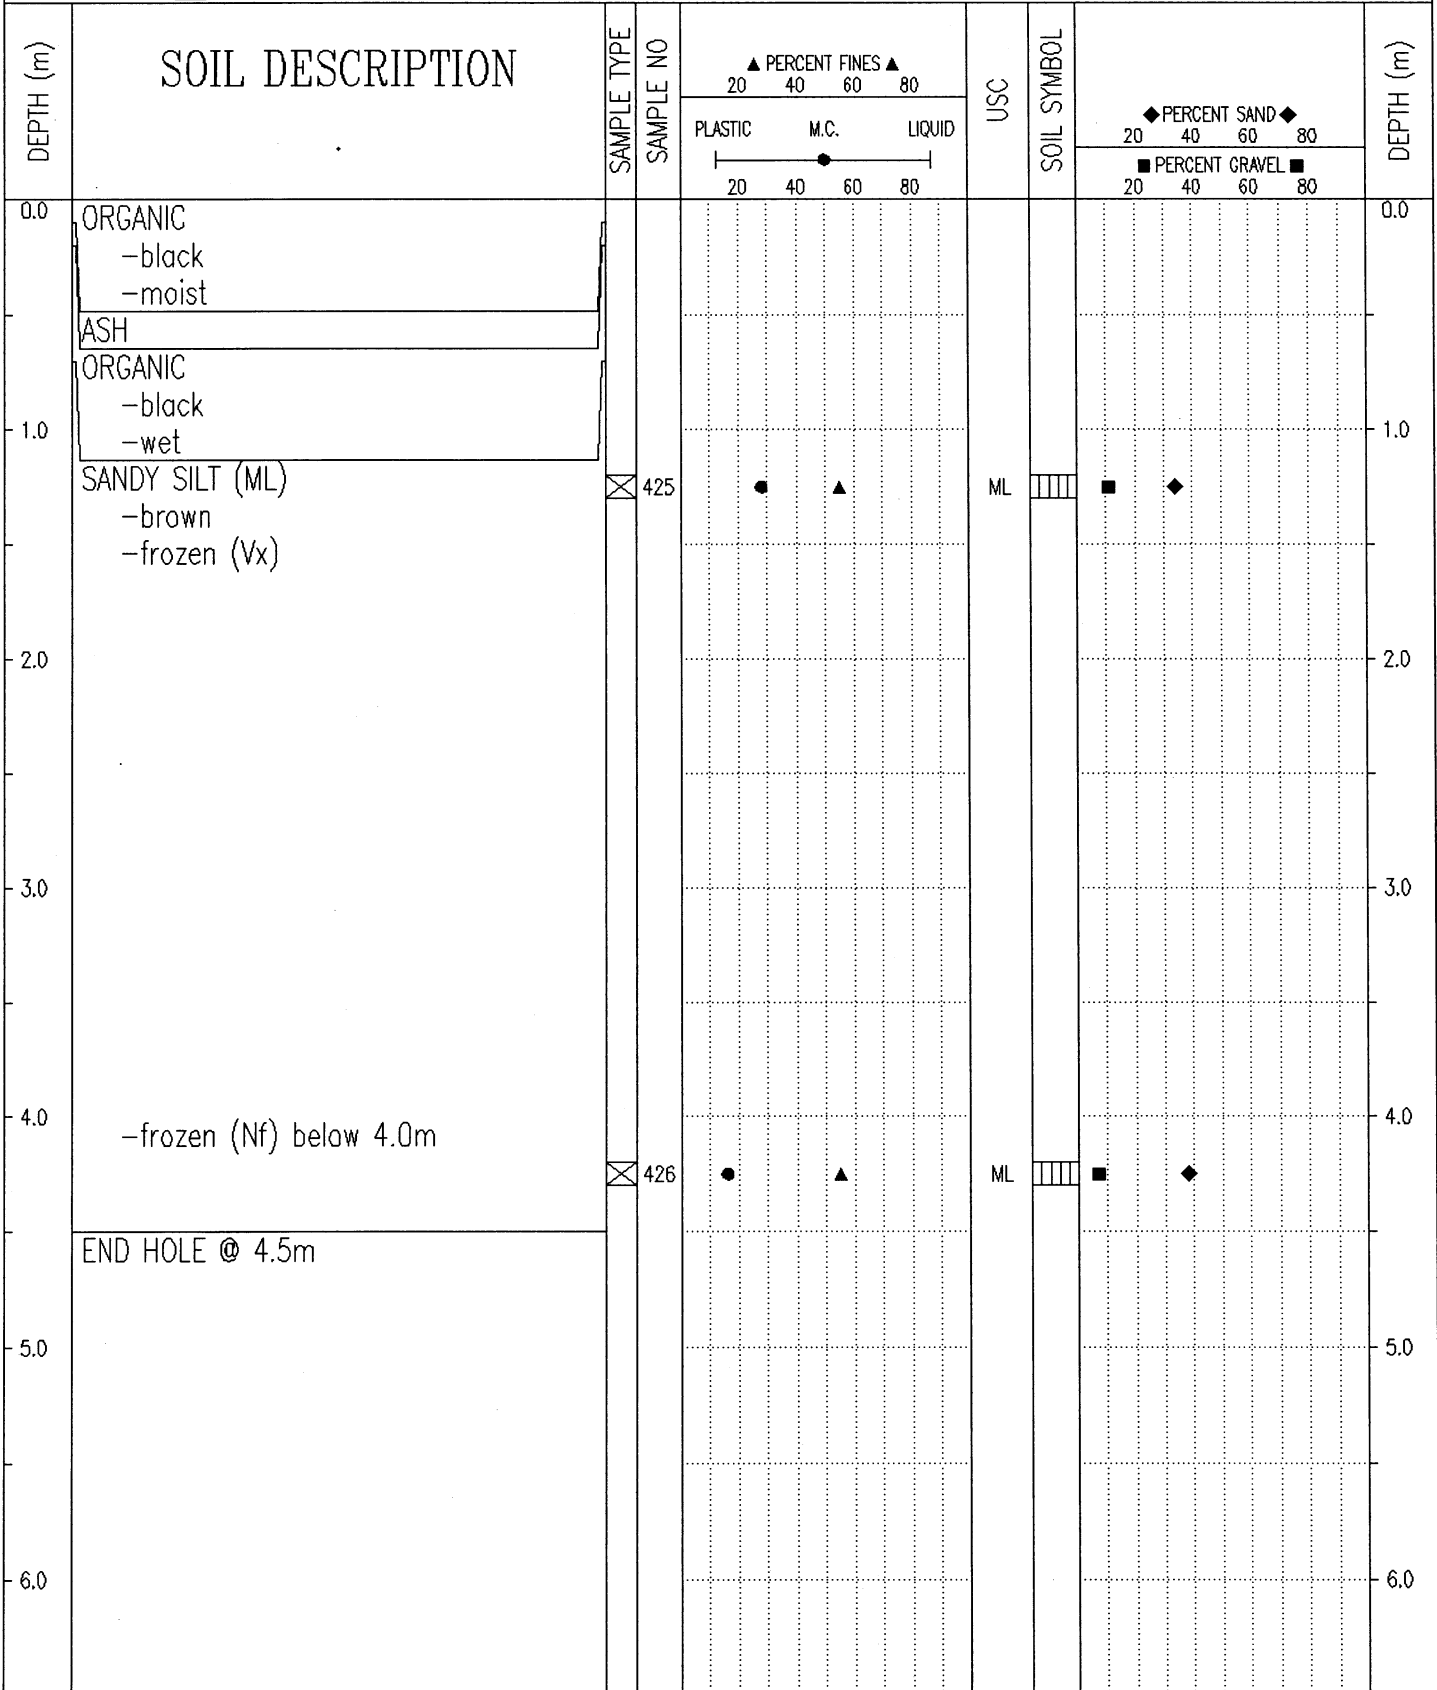 DEPTH (m)
SOIL DESCRIPTION
SAMPLE TYPE
SAMPLE NO
▲ PERCENT FINES ▲
20 40 60 80
PLASTIC M.C. LIQUID
20 40 60 80
USC
SOIL SYMBOL
◆ PERCENT SAND ◆
20 40 60 80
■ PERCENT GRAVEL ■
20 40 60 80
DEPTH (m)
0.0 ORGANIC 0.0
-black
-moist
ASH
ORGANIC
-black
1.0 1.0
-wet
SANDY SILT (ML)
425 ML
-brown
-frozen (Vx)
2.0 2.0
3.0 3.0
4.0 4.0
-frozen (Nf) below 4.0m
426 ML
END HOLE @ 4.5m
5.0 5.0
6.0 6.0